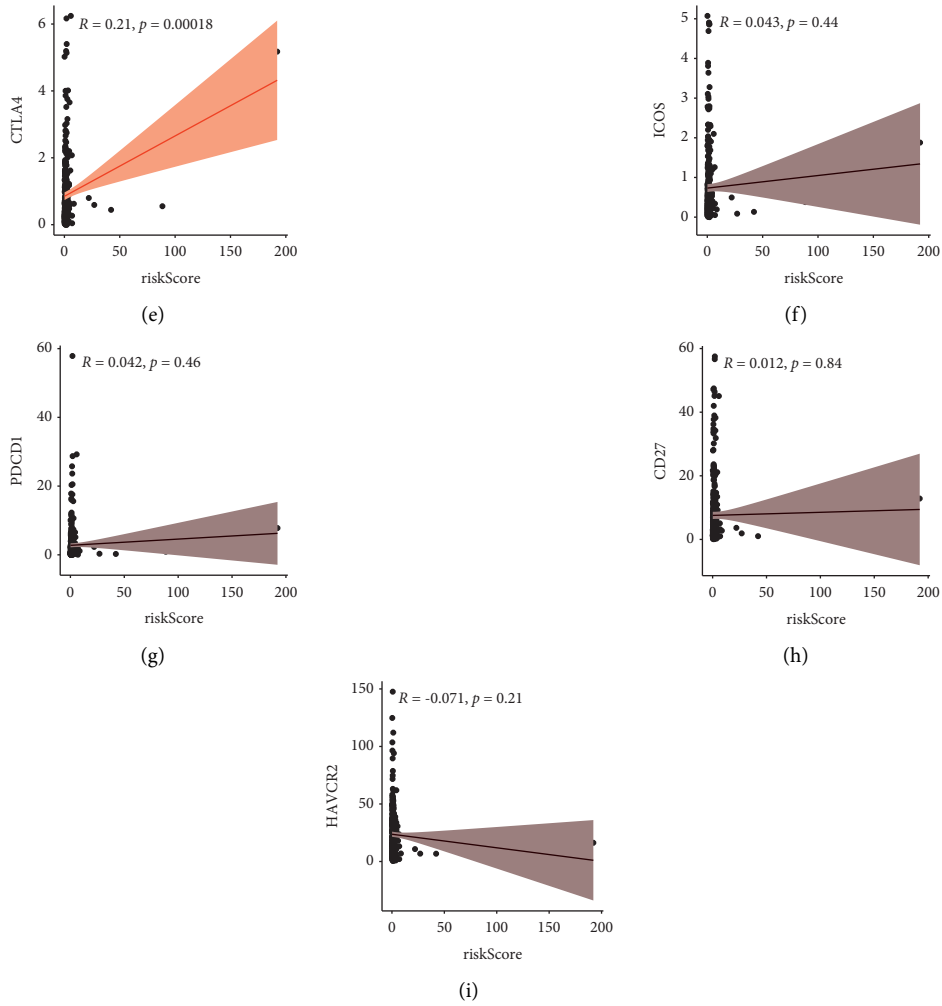 R = 0.21, p = 0.00018
6
4
2
0
CTLA4
0 50 100 150 200
riskScore
(e)
R = 0.043, p = 0.44
5
4
3
2
1
0
ICOS
0 50 100 150 200
riskScore
(f)
R = 0.042, p = 0.46
60
40
20
0
PDCD1
0 50 100 150 200
riskScore
(g)
R = 0.012, p = 0.84
60
40
20
0
CD27
0 50 100 150 200
riskScore
(h)
R = -0.071, p = 0.21
150
100
50
0
HAVCR2
0 50 100 150 200
riskScore
(i)